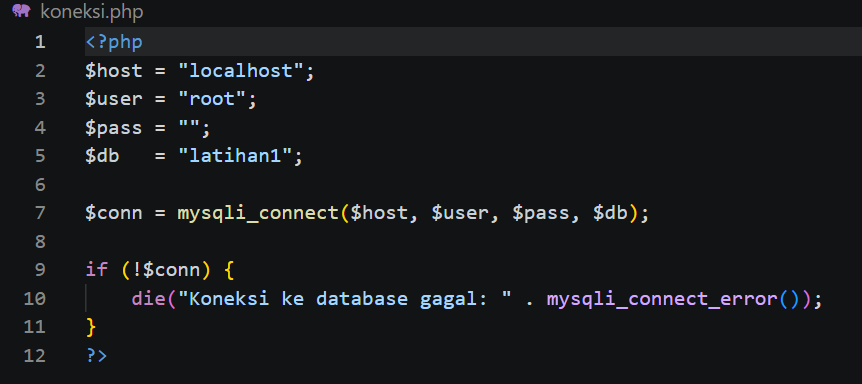 koneksi.php
1 <?php
2 $host = "localhost";
3 $user = "root";
4 $pass = "";
5 $db   = "latihan1";
6
7 $conn = mysqli_connect($host, $user, $pass, $db);
8
9 if (!$conn) {
10     die("Koneksi ke database gagal: " . mysqli_connect_error());
11 }
12 ?>